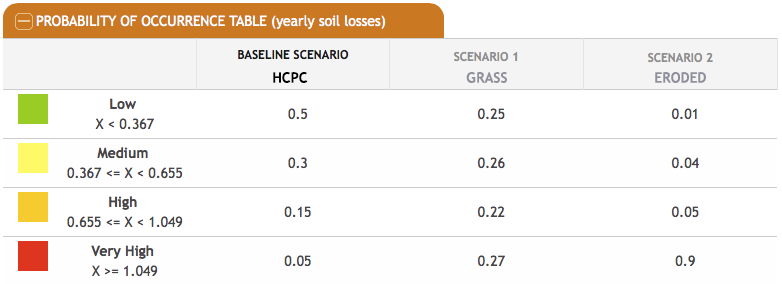 PROBABILITY OF OCCURRENCE TABLE (yearly soil losses)
BASELINE SCENARIO SCENARIO 1 SCENARIO 2
HCPC GRASS ERODED
Low
X < 0.367 0.5 0.25 0.01
Medium
0.367 <= X < 0.655 0.3 0.26 0.04
High
0.655 <= X < 1.049 0.15 0.22 0.05
Very High
X >= 1.049 0.05 0.27 0.9